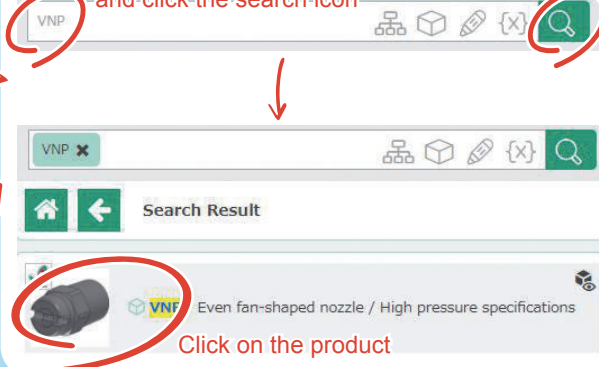 and click the search icon
VNP {x}
VNP ✖ {x}
Search Result
VNP Even fan-shaped nozzle / High pressure specifications
Click on the product